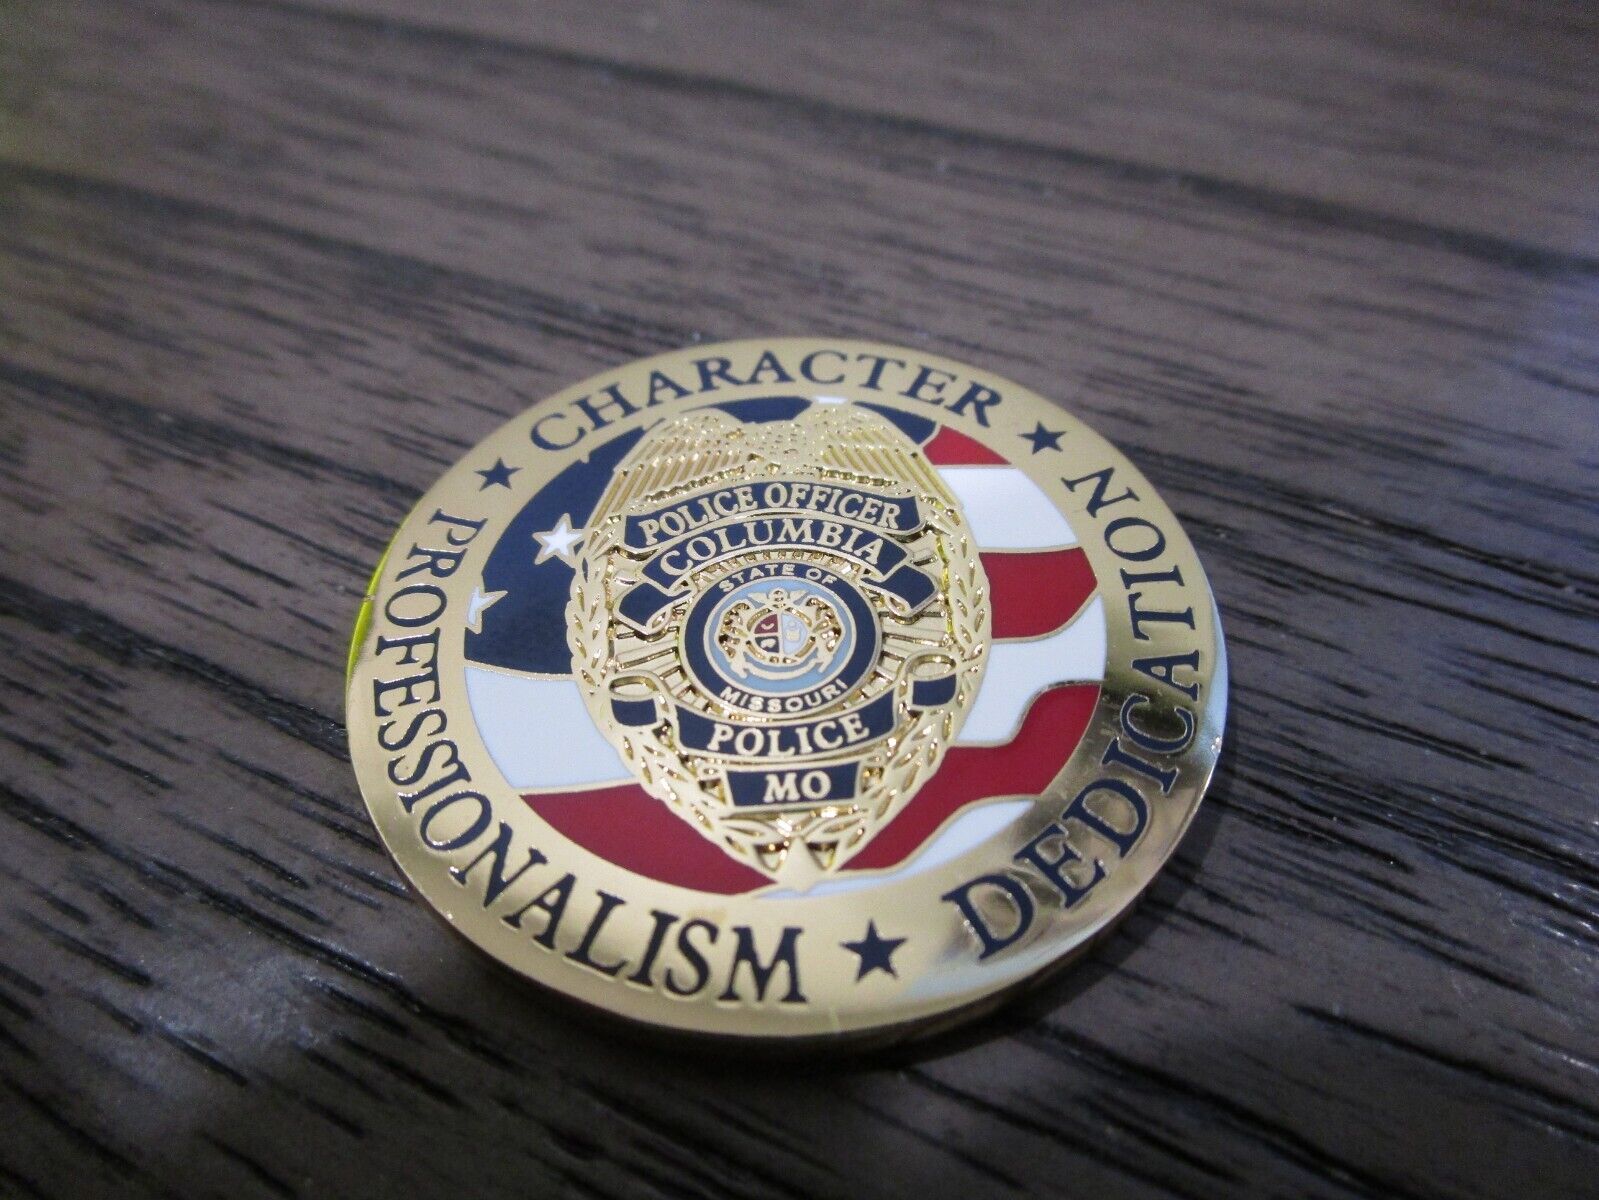 CHARACTER
DEDICATION
PROFESSIONALISM
POLICE OFFICER
COLUMBIA
STATE OF
MISSOURI
POLICE
MO